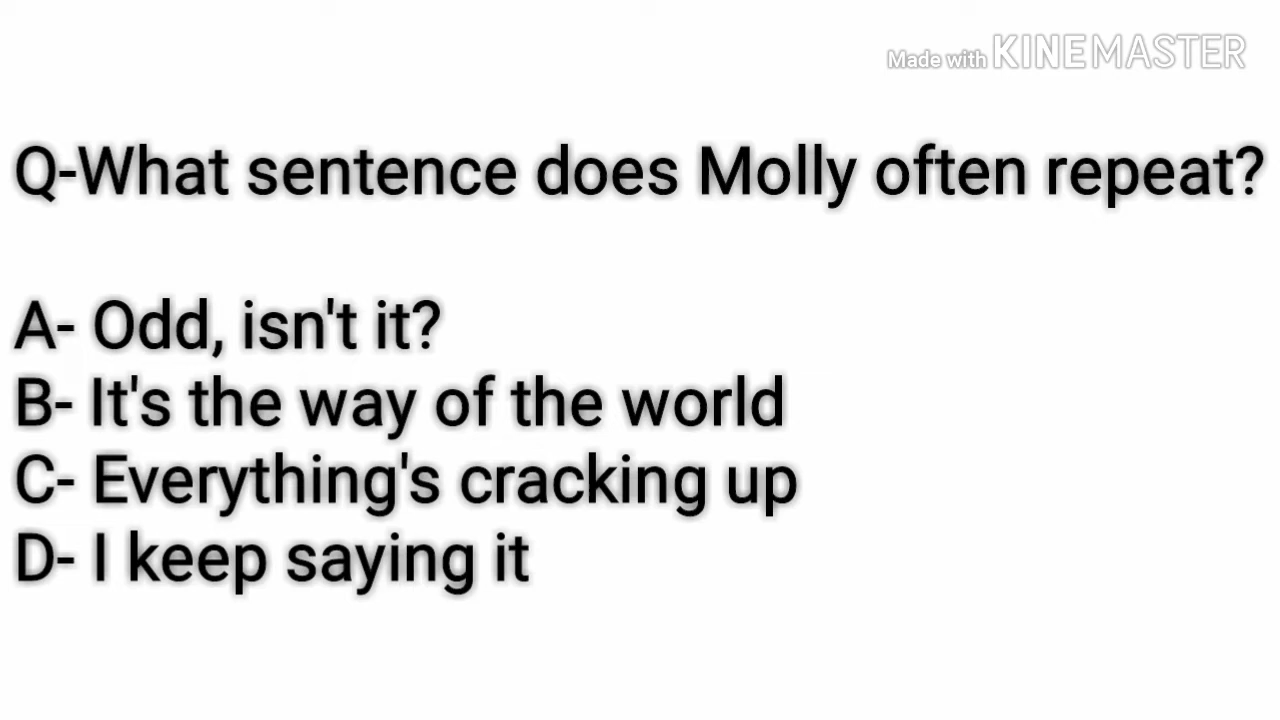 Made with KINEMASTER
Q-What sentence does Molly often repeat?
A- Odd, isn't it?
B- It's the way of the world
C- Everything's cracking up
D- I keep saying it